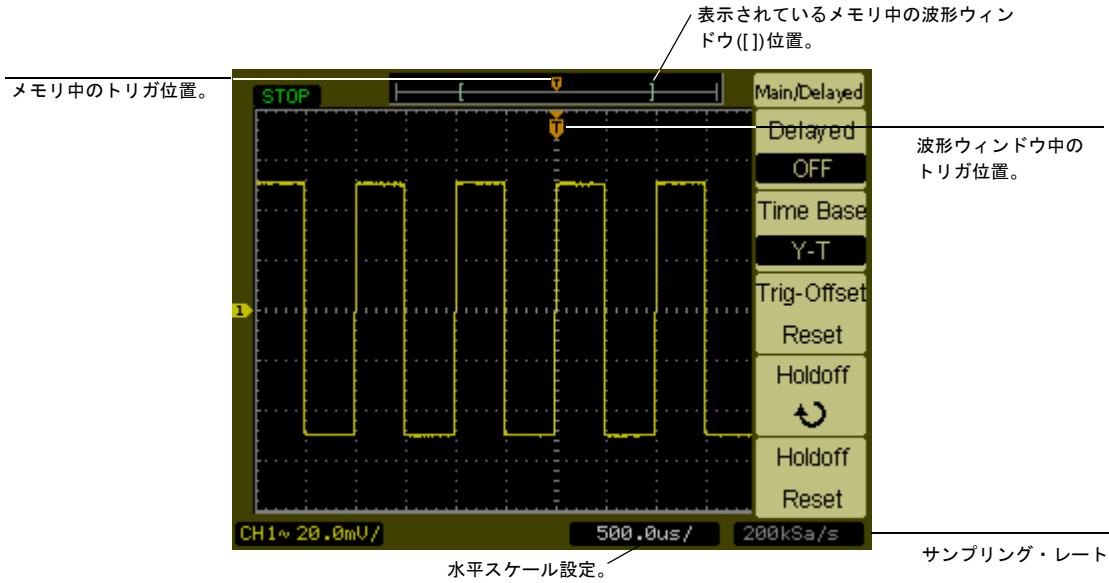 表示されているメモリ中の波形ウィン
ドウ([ ])位置。
メモリ中のトリガ位置。
STOP
T
Main/Delayed
T
Delayed
OFF
波形ウィンドウ中の
トリガ位置。
Time Base
Y-T
Trig-Offset
Reset
1
Holdoff
Holdoff
Reset
CH1~ 20.0mV/
500.0us/
200kSa/s
水平スケール設定。
サンプリング・レート